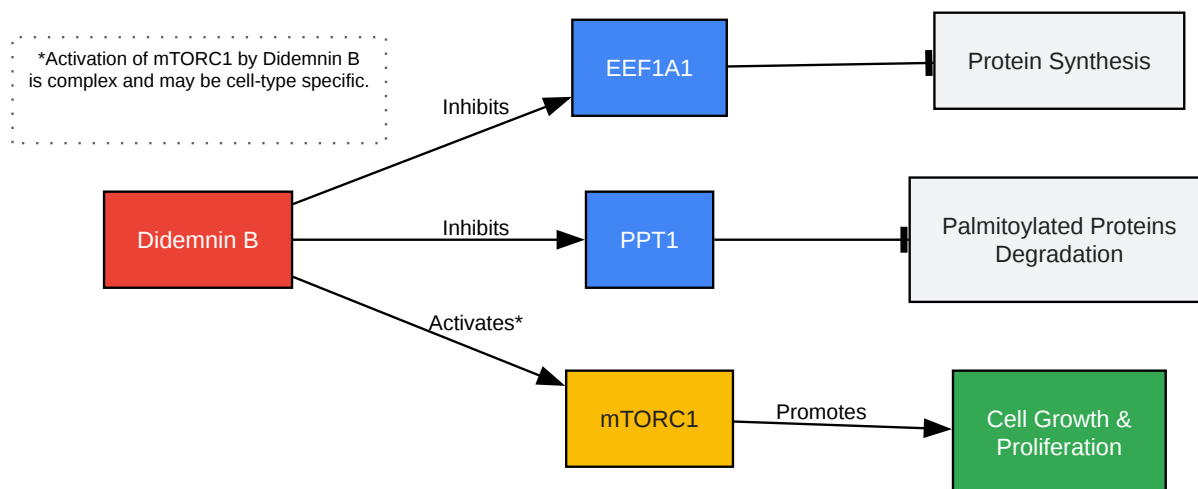 *Activation of mTORC1 by Didemnin B
is complex and may be cell-type specific.
EEF1A1
Protein Synthesis
Inhibits
Didemnin B
Inhibits
PPT1
Palmitoylated Proteins
Degradation
Activates*
mTORC1
Promotes
Cell Growth &
Proliferation